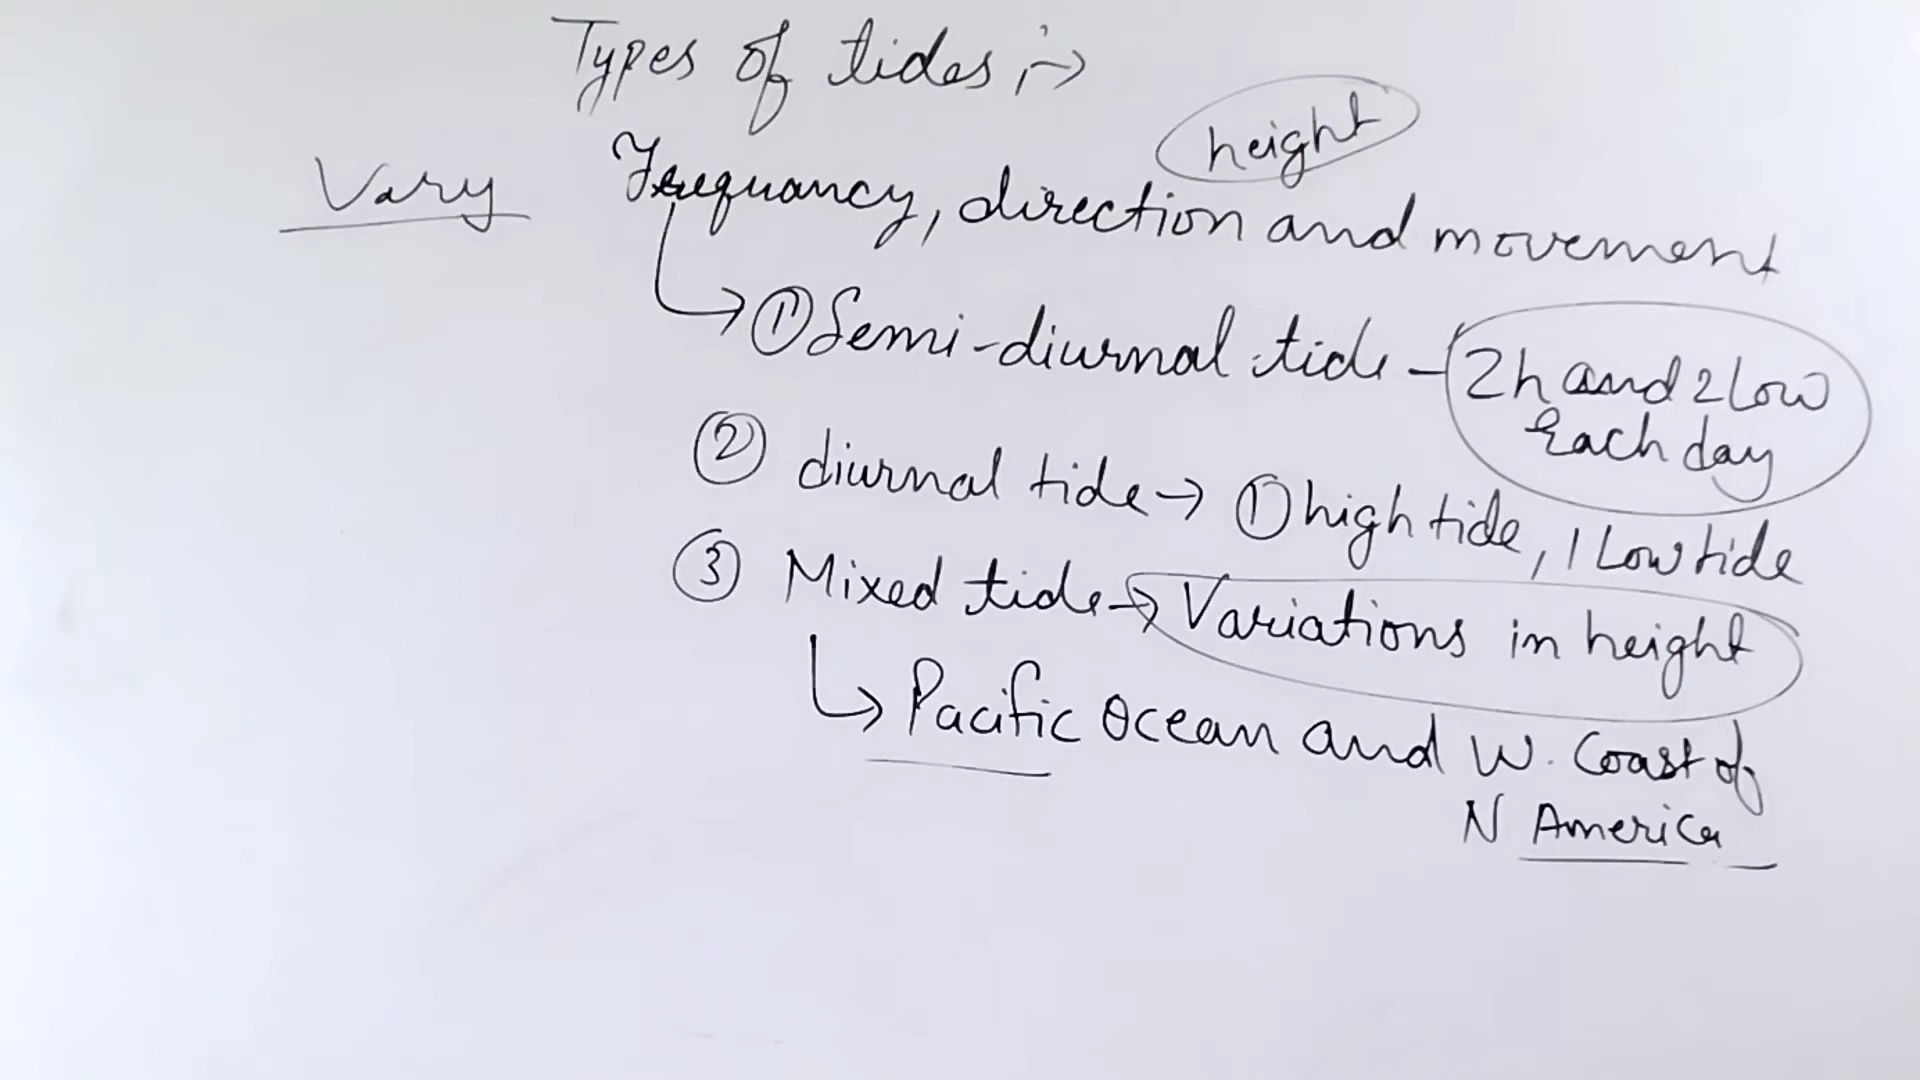 Types of tides :->
height
Vary Frequancy, direction and movement
① Semi-diurnal tide - 2h and 2 Low
Each day
② diurnal tide → ① high tide, 1 Low tide
③ Mixed tide → Variations in height
↳ Pacific Ocean and W. Coast of
N America